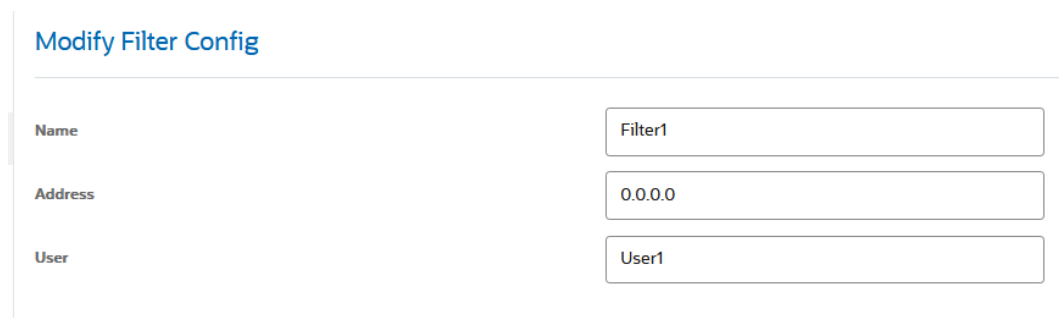 Modify Filter Config
Name
Filter1
Address
0.0.0.0
User
User1